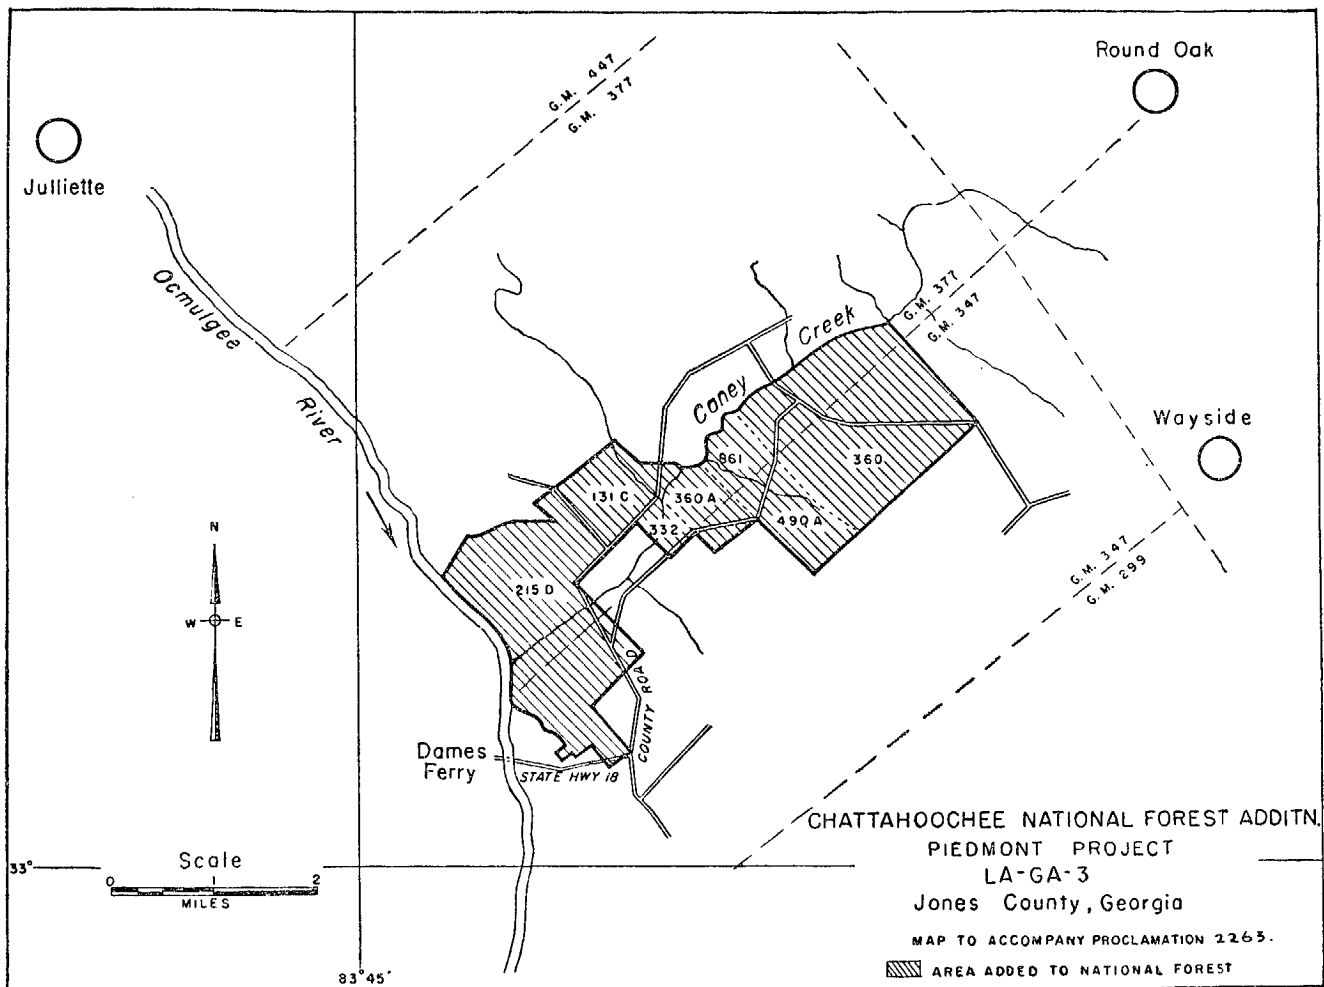 Round Oak
G. M. 447
G. M. 377
Julliette
Ocmulgee
River
G. M. 377
G. M. 347
Creek
Caney
Wayside
861
360
131 C
360 A
332
490 A
N
W E
215 D
G. M. 347
G. M. 299
COUNTY ROAD
Dames
Ferry
STATE HWY 18
CHATTAHOOCHEE NATIONAL FOREST ADDITN.
PIEDMONT PROJECT
LA-GA-3
Jones County, Georgia
MAP TO ACCOMPANY PROCLAMATION 2263.
AREA ADDED TO NATIONAL FOREST
33°
Scale
0 1 2
MILES
83°45'